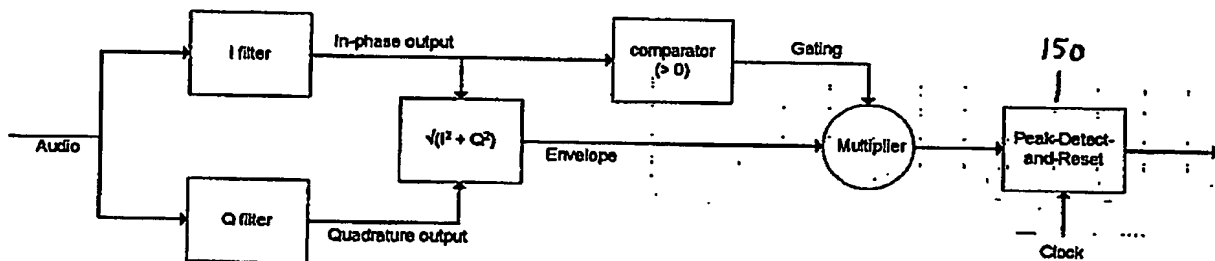 I filter
In-phase output
comparator
(> 0)
Gating
150
Audio
√(I² + Q²)
Envelope
Multiplier
Peak-Detect-
and-Reset
Q filter
Quadrature output
Clock